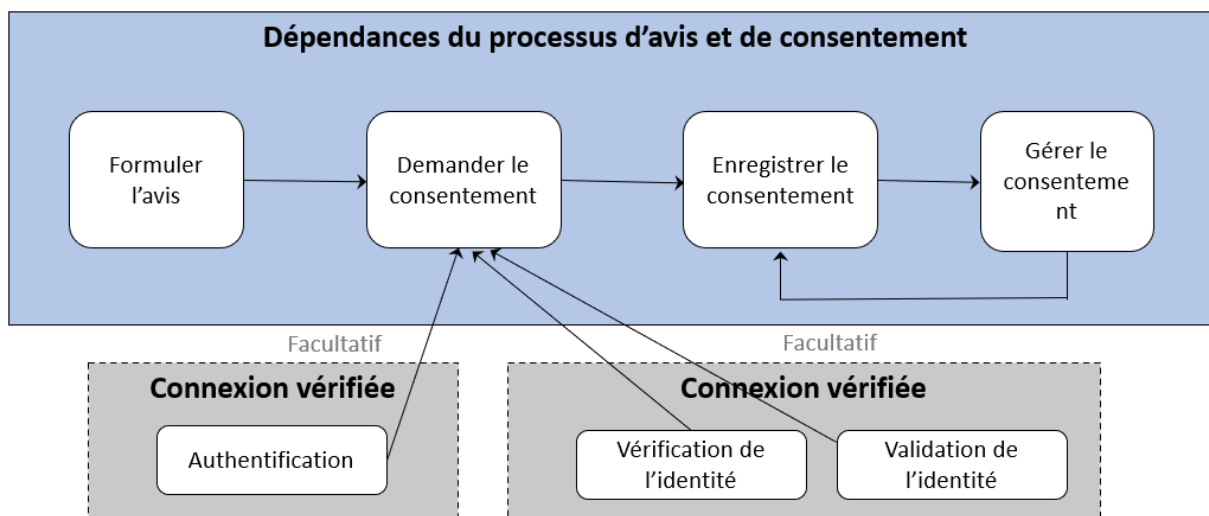 Dépendances du processus d’avis et de consentement
Formuler
l’avis
Demander le
consentement
Enregistrer le
consentement
Gérer le
consenteme
nt
Facultatif
Facultatif
Connexion vérifiée
Connexion vérifiée
Authentification
Vérification de
l’identité
Validation de
l’identité